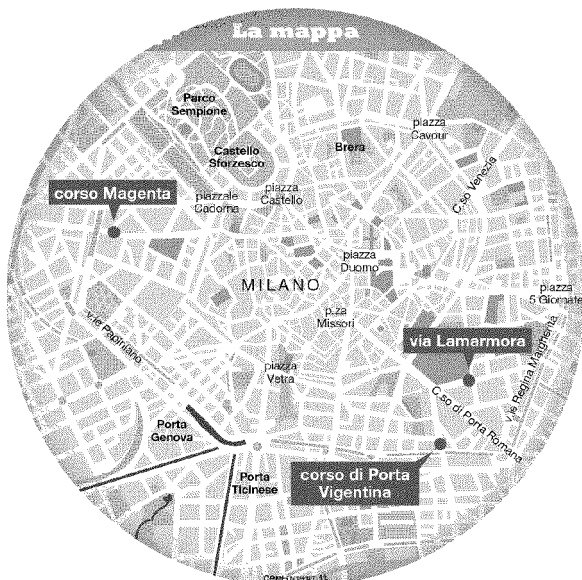 La mappa
Parco
Sempione
piazza
Cavour
Castello
Sforzesco
Brera
C.so Venezia
corso Magenta
piazzale
Cadorna
piazza
Castello
piazza
Duomo
MILANO
piazza
5 Giornate
p.za
Missori
via Lamarmora
v.le Papiniano
piazza
Vetra
v.le Regina Margherita
C.so di Porta Romana
Porta
Genova
corso di Porta
Vigentina
Porta
Ticinese